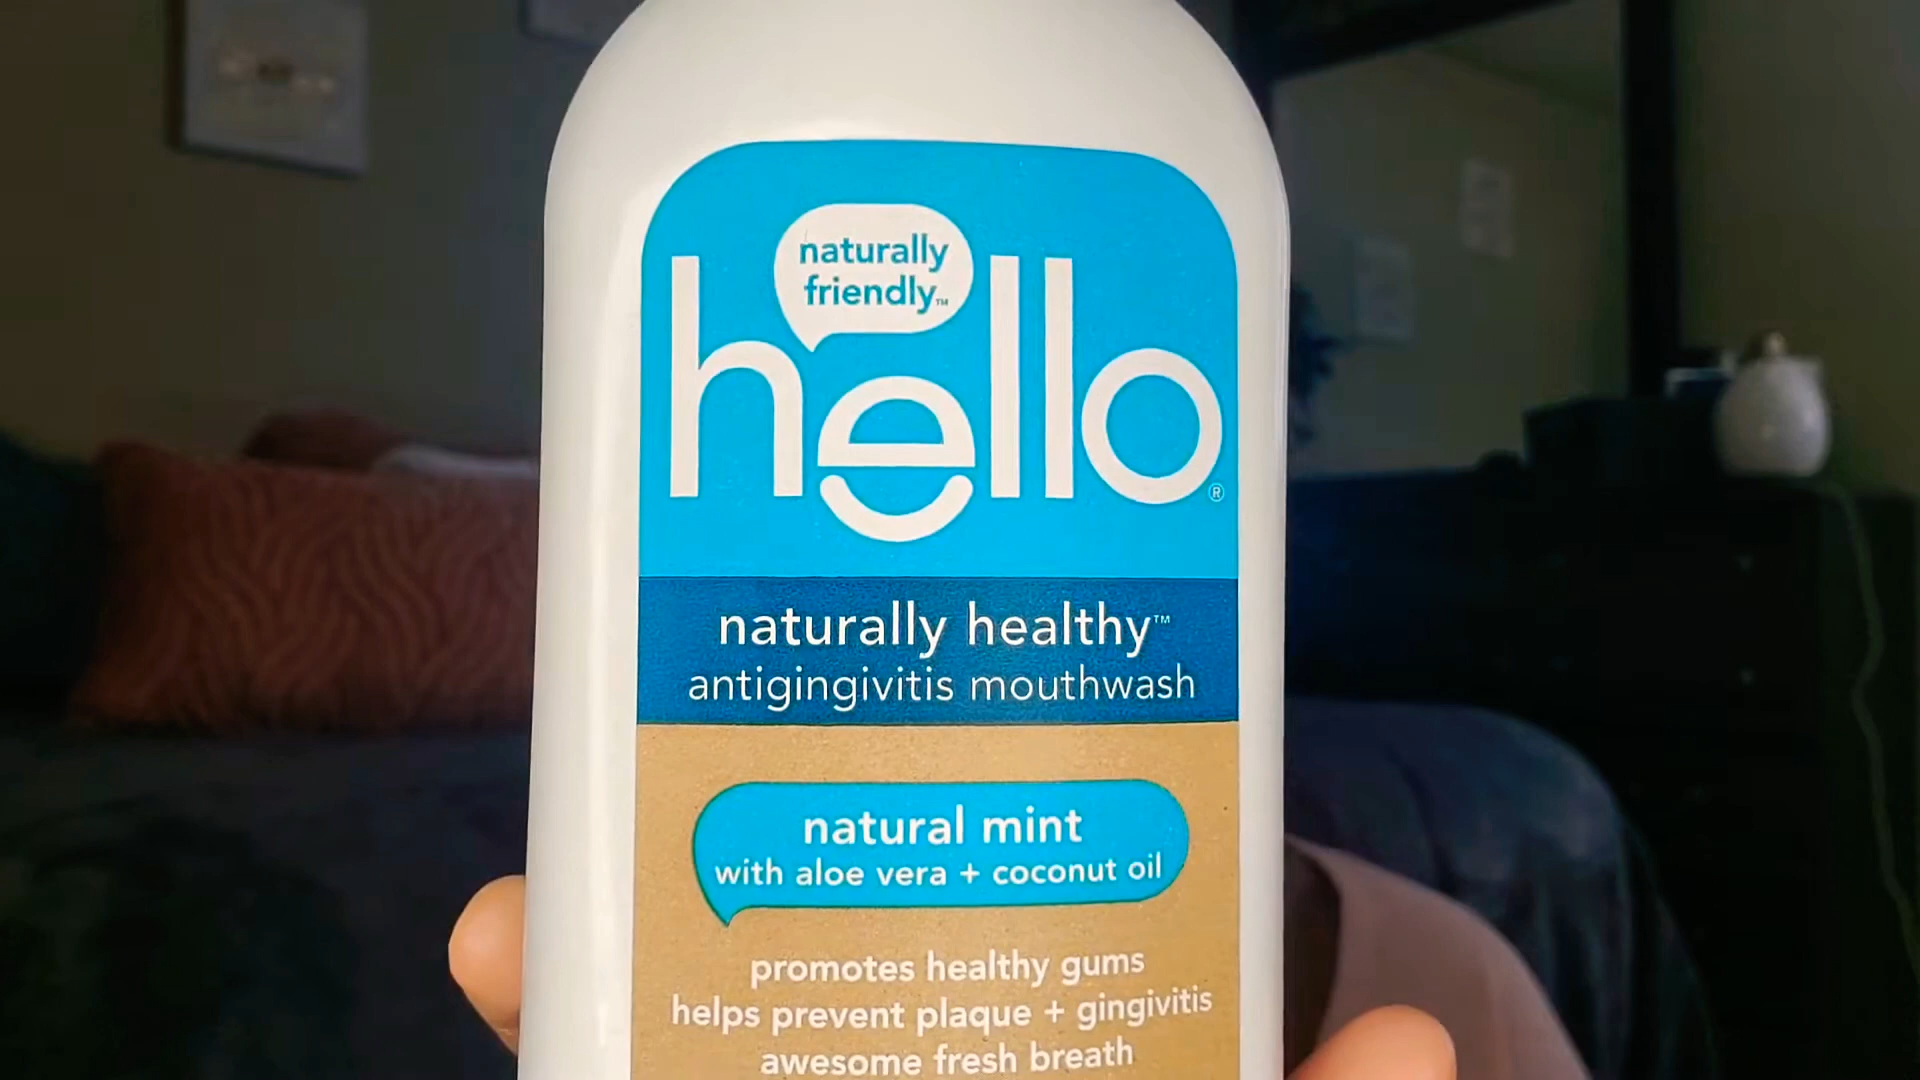 naturally
friendly™
hello®
naturally healthy™
antigingivitis mouthwash
natural mint
with aloe vera + coconut oil
promotes healthy gums
helps prevent plaque + gingivitis
awesome fresh breath